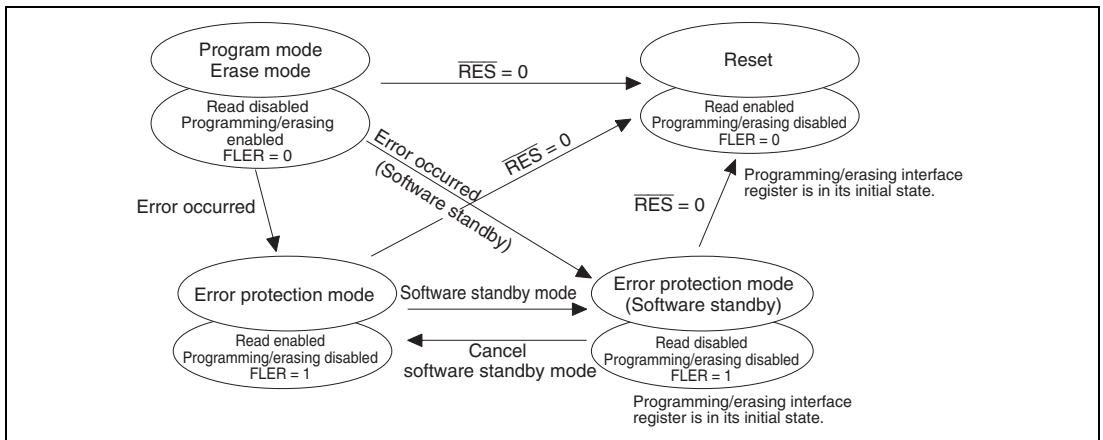 Program mode
Erase mode
Read disabled
Programming/erasing
enabled
FLER = 0
R̅E̅S̅ = 0
Reset
Read enabled
Programming/erasing disabled
FLER = 0
Programming/erasing interface
register is in its initial state.
Error occurred
Error occurred
(Software standby)
R̅E̅S̅ = 0
R̅E̅S̅ = 0
Error protection mode
Read enabled
Programming/erasing disabled
FLER = 1
Software standby mode
Cancel
software standby mode
Error protection mode
(Software standby)
Read disabled
Programming/erasing disabled
FLER = 1
Programming/erasing interface
register is in its initial state.